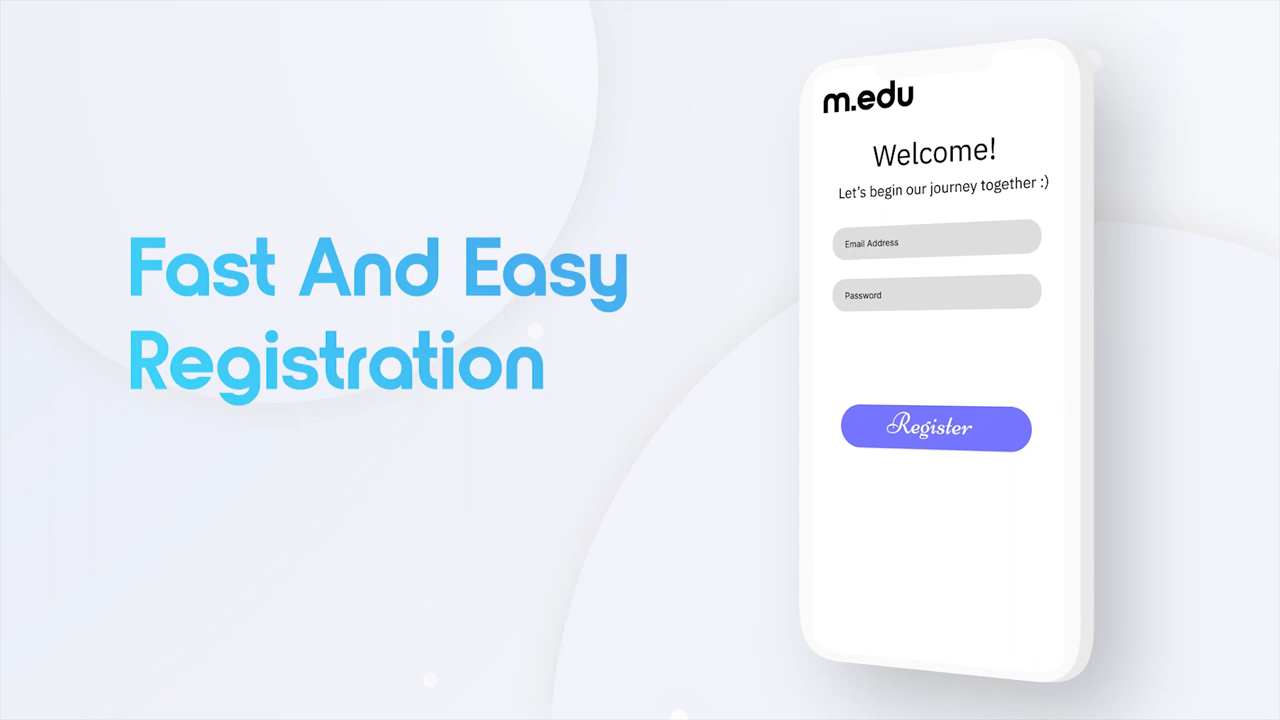 Fast And Easy
Registration
m.edu
Welcome!
Let's begin our journey together :)
Email Address
Password
Register